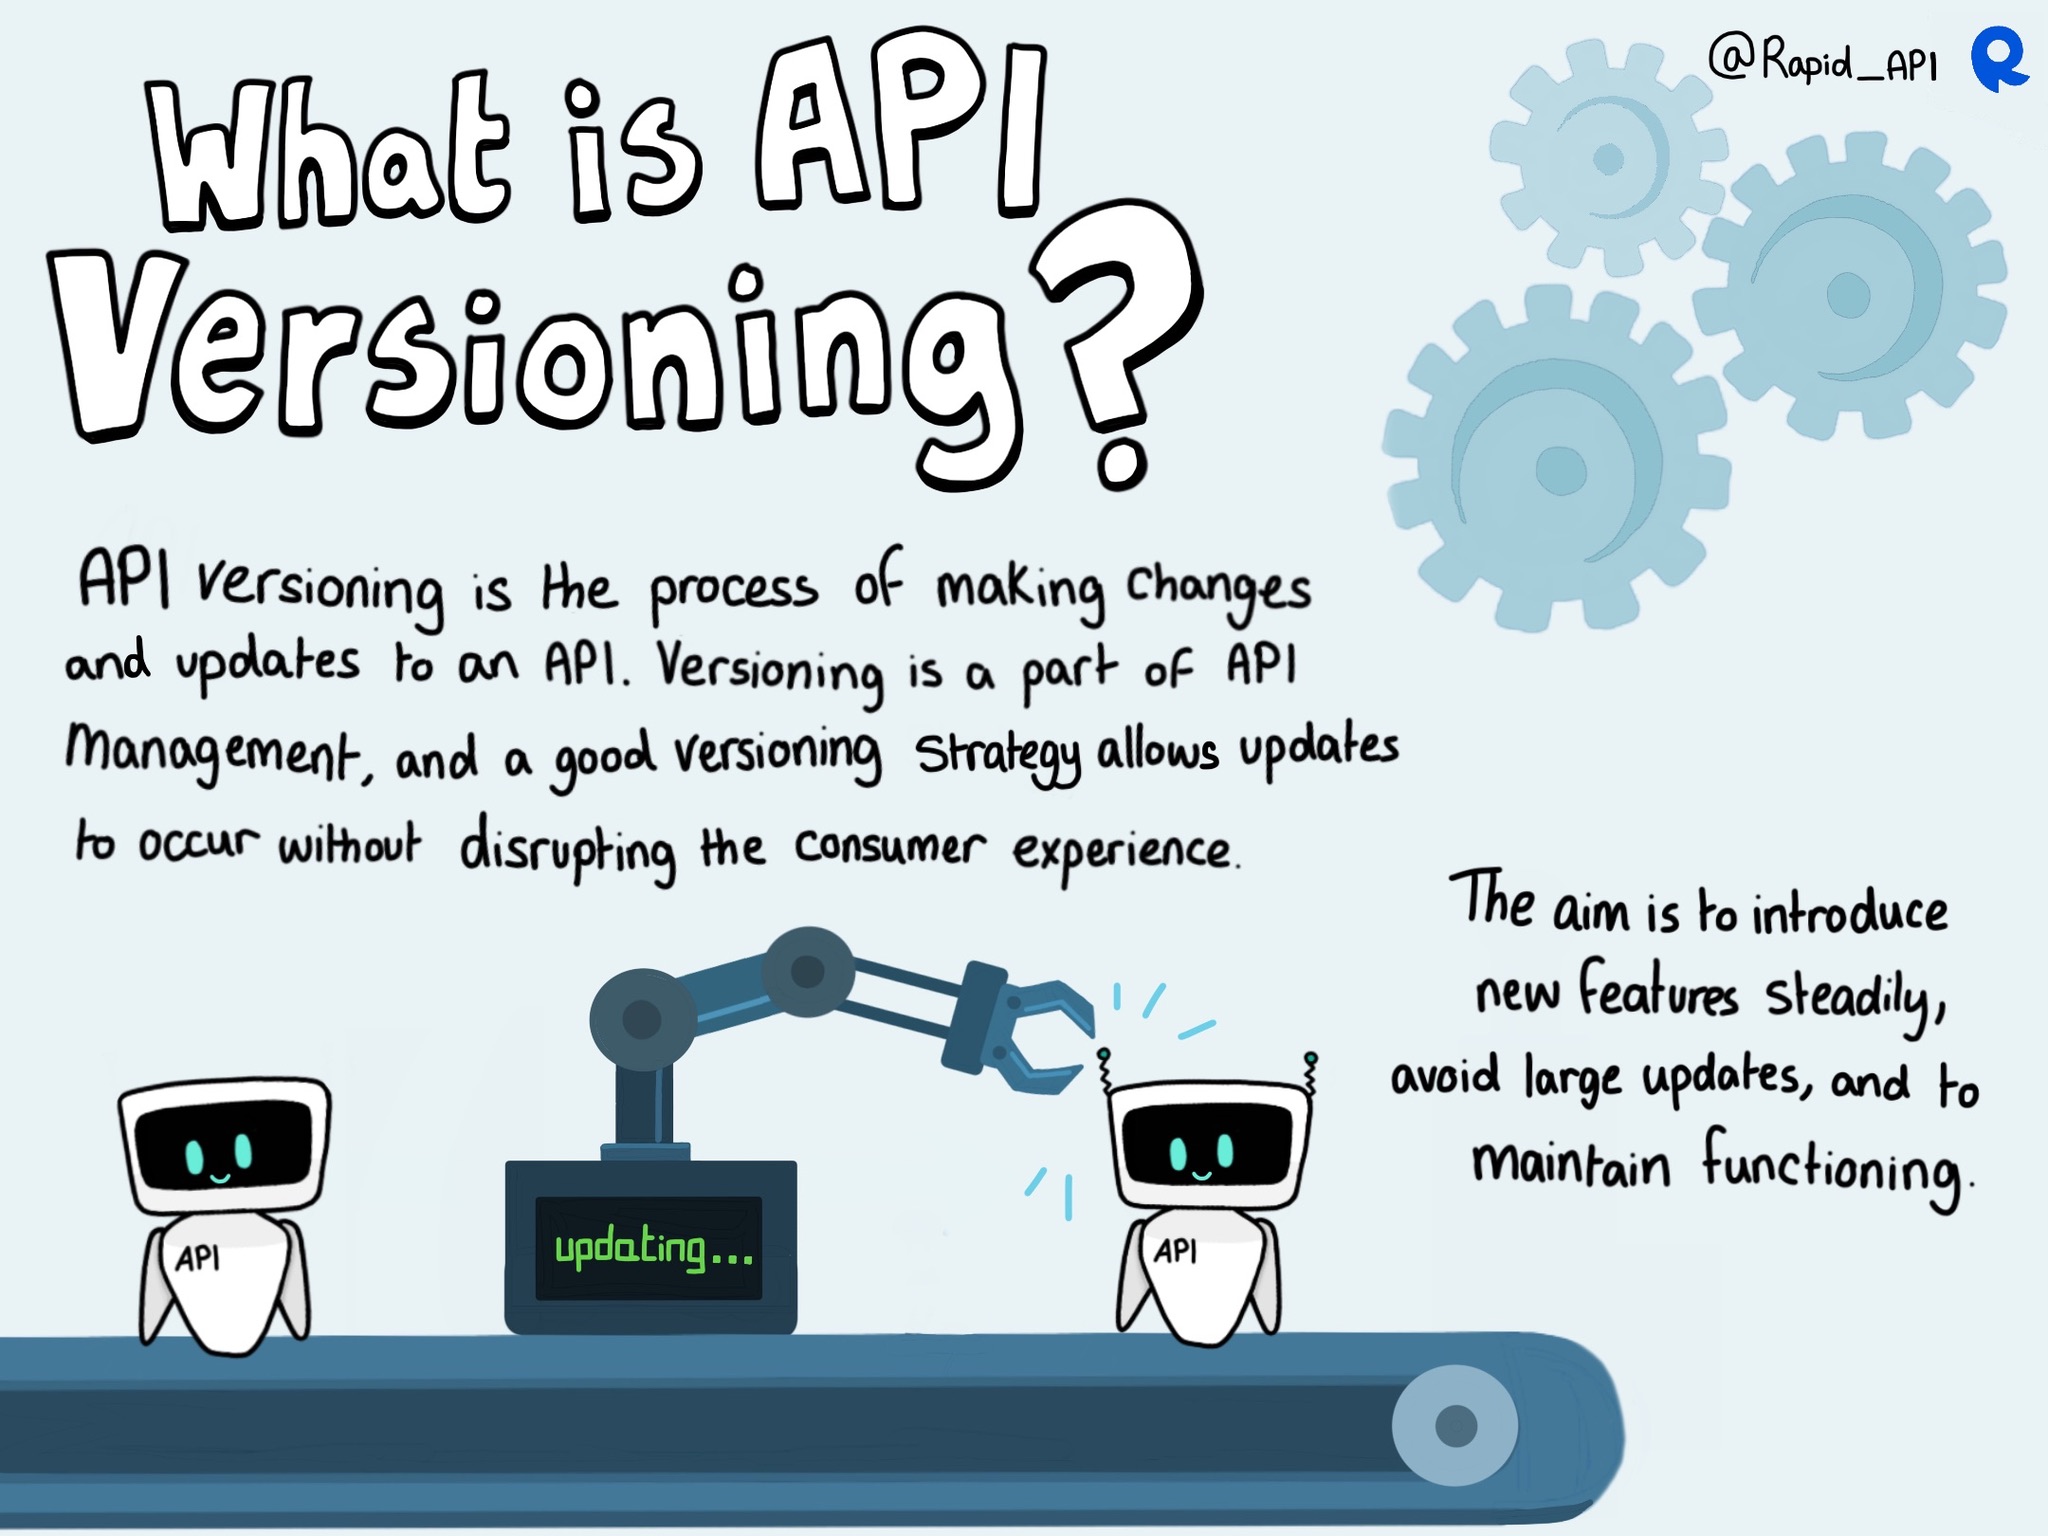 What is API
Versioning?
@Rapid_API
API versioning is the process of making changes
and updates to an API. Versioning is a part of API
Management, and a good versioning strategy allows updates
to occur without disrupting the consumer experience.
The aim is to introduce
new features steadily,
avoid large updates, and to
maintain functioning.
updating...
API
API